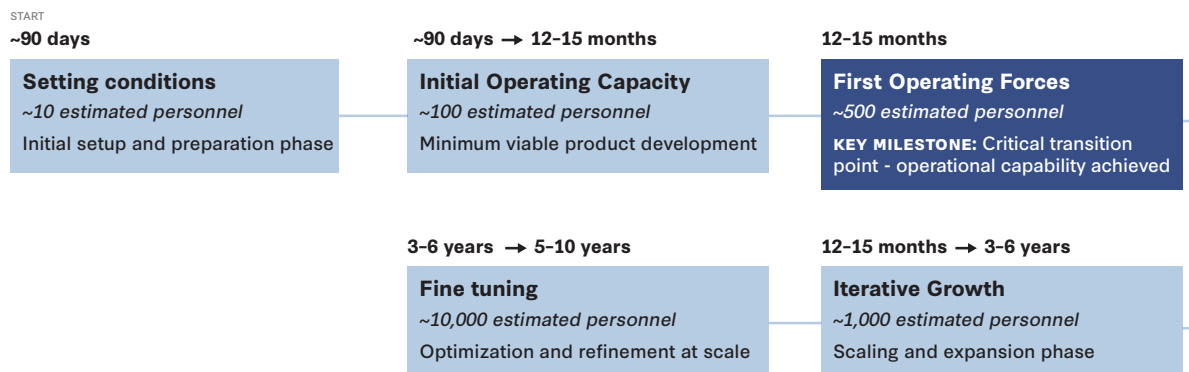 START
~90 days
Setting conditions
~10 estimated personnel
Initial setup and preparation phase
~90 days → 12–15 months
Initial Operating Capacity
~100 estimated personnel
Minimum viable product development
12–15 months
First Operating Forces
~500 estimated personnel
KEY MILESTONE: Critical transition
point - operational capability achieved
12–15 months → 3–6 years
Iterative Growth
~1,000 estimated personnel
Scaling and expansion phase
3–6 years → 5–10 years
Fine tuning
~10,000 estimated personnel
Optimization and refinement at scale